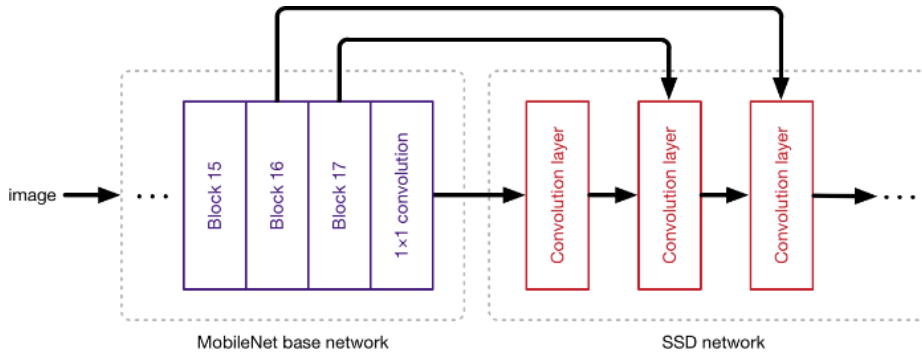 image
...
Block 15
Block 16
Block 17
1×1 convolution
Convolution layer
Convolution layer
Convolution layer
...
MobileNet base network
SSD network